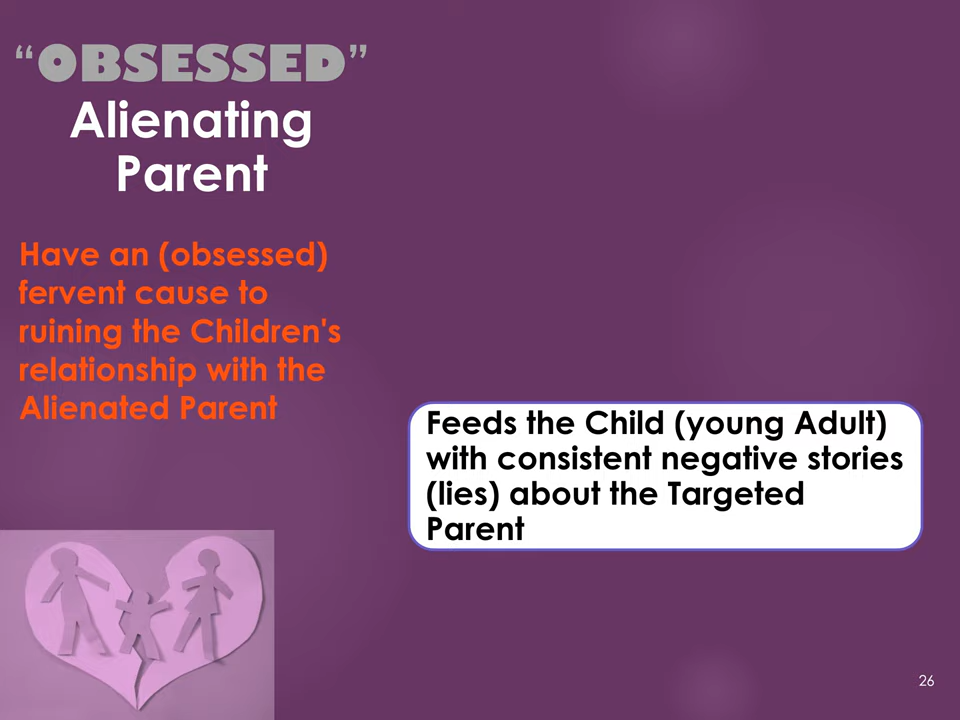 “OBSESSED”
Alienating
Parent
Have an (obsessed)
fervent cause to
ruining the Children's
relationship with the
Alienated Parent
Feeds the Child (young Adult)
with consistent negative stories
(lies) about the Targeted
Parent
26